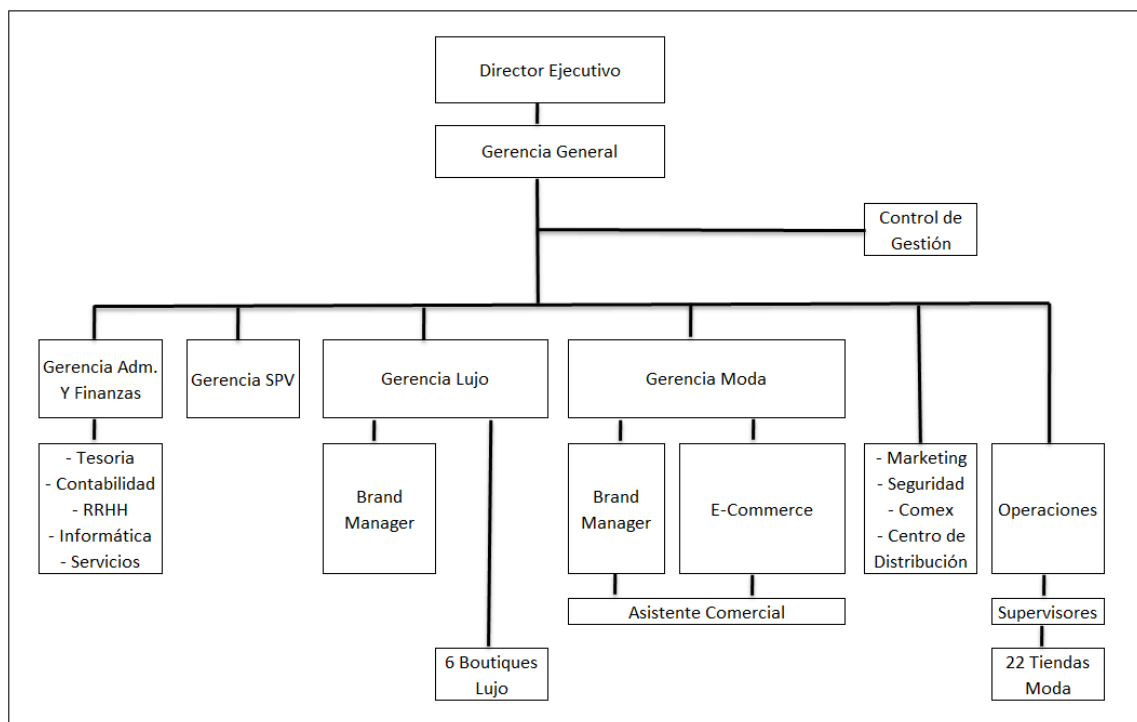 Director Ejecutivo
Gerencia General
Control de
Gestión
Gerencia Adm.
Y Finanzas
Gerencia SPV
Gerencia Lujo
Gerencia Moda
- Tesoria
- Contabilidad
- RRHH
- Informática
- Servicios
Brand
Manager
Brand
Manager
E-Commerce
- Marketing
- Seguridad
- Comex
- Centro de
Distribución
Operaciones
Asistente Comercial
Supervisores
6 Boutiques
Lujo
22 Tiendas
Moda